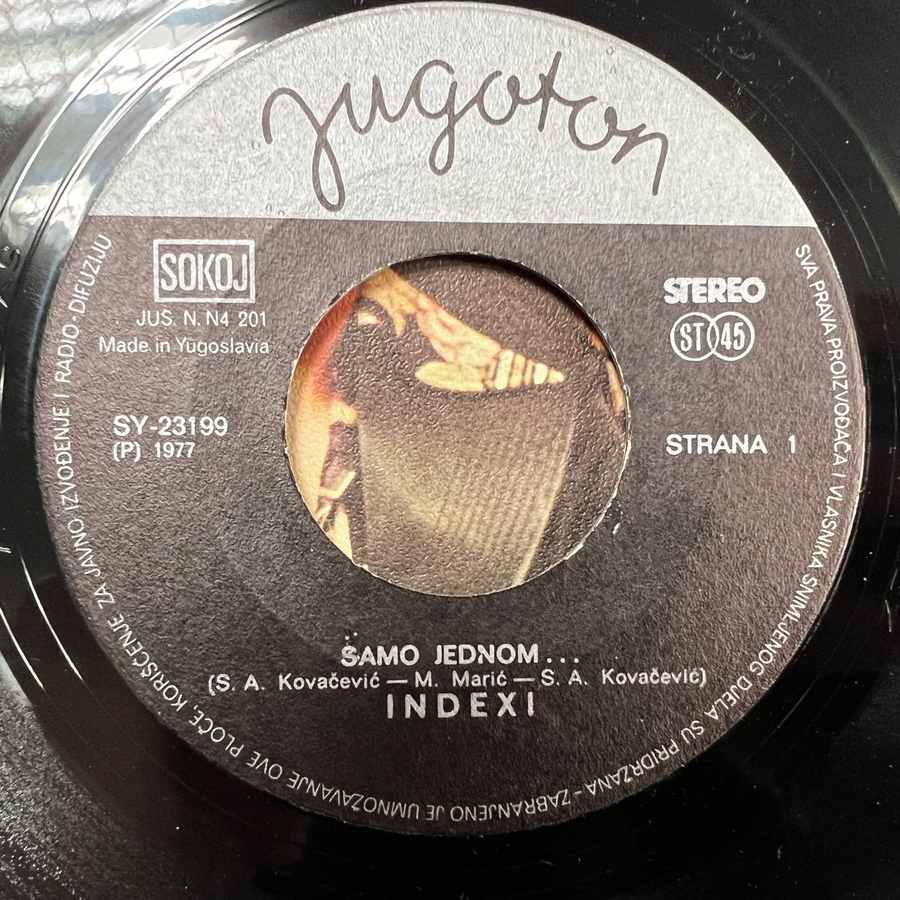 Jugoton
SOKOJ
JUS. N. N4 201
Made in Yugoslavia
STEREO
ST 45
SY-23199
(P) 1977
STRANA 1
SAMO JEDNOM...
(S. A. Kovačević — M. Marić — S. A. Kovačević)
INDEXI
SVA PRAVA PROIZVOĐAČA I VLASNIKA SNIMLJENOG DJELA SU PRIDRŽANA - ZABRANJENO JE UMNOŽAVANJE OVE PLOČE, KORIŠĆENJE ZA JAVNO IZVOĐENJE I RADIO-DIFUZIJU